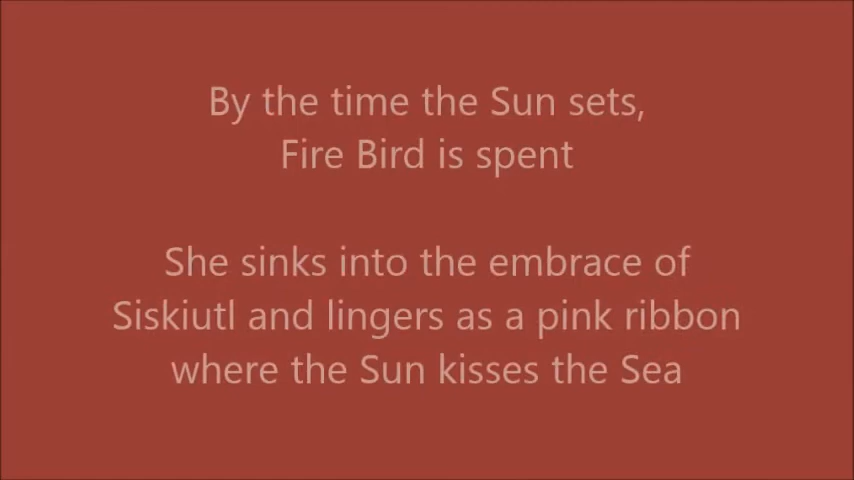 By the time the Sun sets,
Fire Bird is spent
She sinks into the embrace of
Siskiutl and lingers as a pink ribbon
where the Sun kisses the Sea